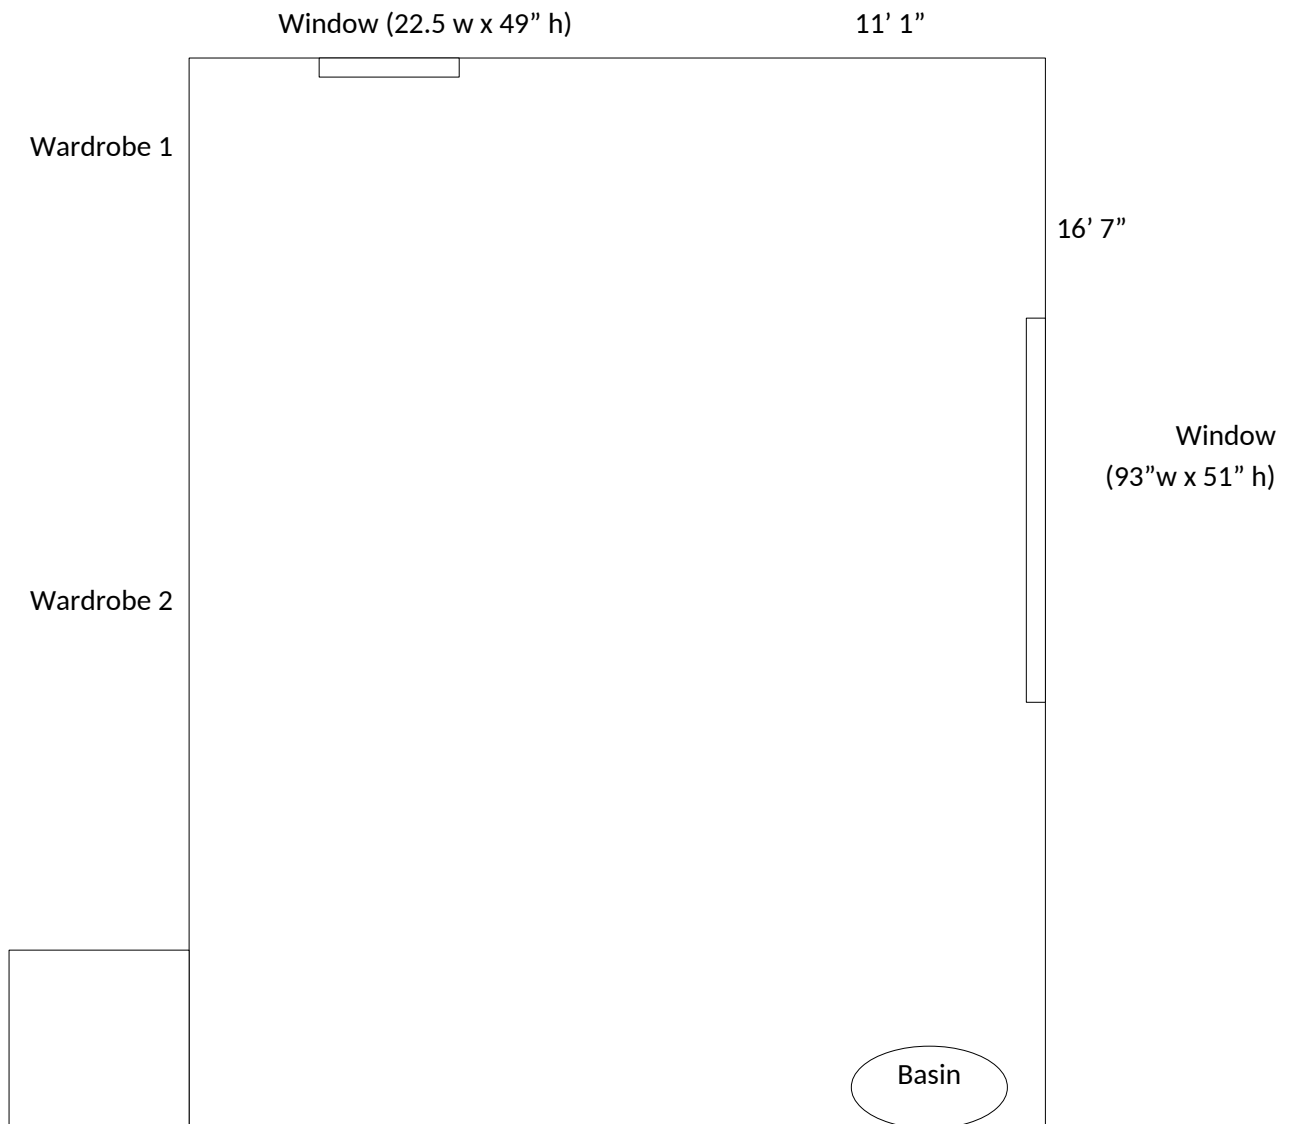 Window (22.5 w x 49” h)
11’ 1”
Wardrobe 1
16’ 7”
Window
(93”w x 51” h)
Wardrobe 2
Basin